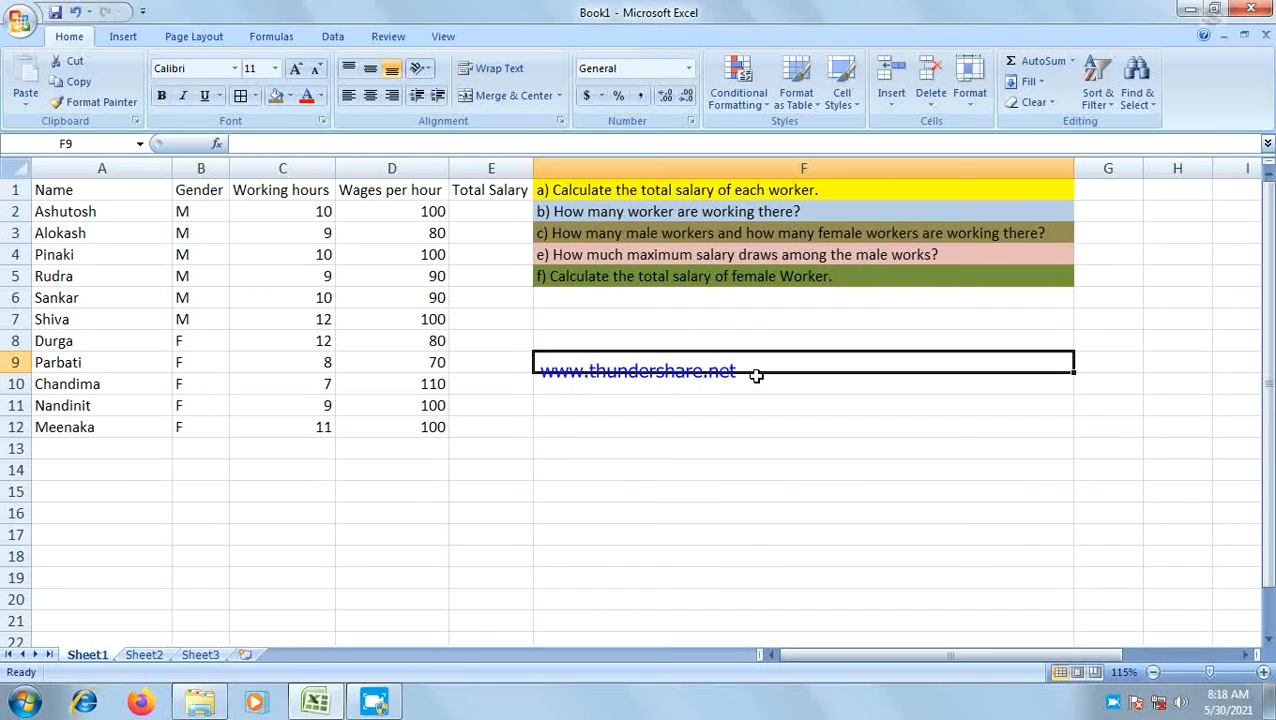 Book1 - Microsoft Excel
Home Insert Page Layout Formulas Data Review View
Cut
Copy
Format Painter
Paste
Clipboard
Calibri 11
B I U
Font
Wrap Text
Merge & Center
Alignment
General
$ % ,
Number
Conditional Formatting
Format as Table
Cell Styles
Styles
Insert Delete Format
Cells
Σ AutoSum
Fill
Clear
Sort & Filter
Find & Select
Editing
F9 fx
A B C D E F G H I
1 Name Gender Working hours Wages per hour Total Salary a) Calculate the total salary of each worker.
2 Ashutosh M 10 100 b) How many worker are working there?
3 Alokash M 9 80 c) How many male workers and how many female workers are working there?
4 Pinaki M 10 100 e) How much maximum salary draws among the male works?
5 Rudra M 9 90 f) Calculate the total salary of female Worker.
6 Sankar M 10 90
7 Shiva M 12 100
8 Durga F 12 80
9 Parbati F 8 70
www.thundershare.net
10 Chandima F 7 110
11 Nandinit F 9 100
12 Meenaka F 11 100
13
14
15
16
17
18
19
20
21
22
Sheet1 Sheet2 Sheet3
Ready 115%
8:18 AM
5/30/2021